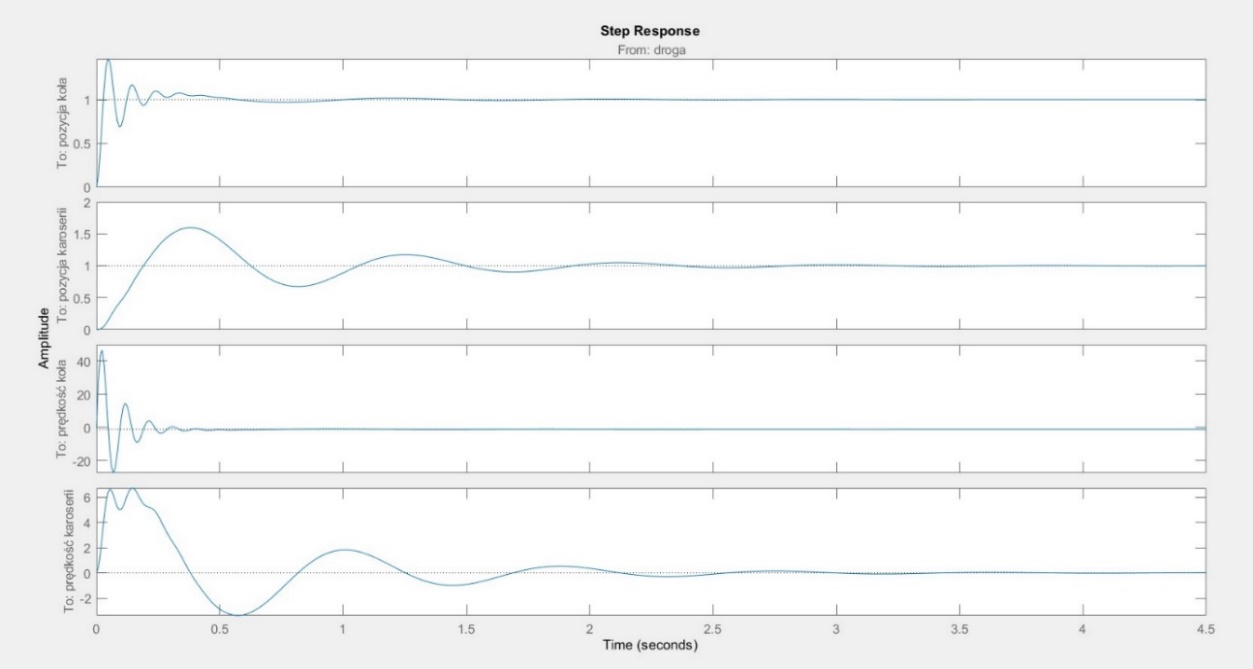 Step Response
From: droga
Amplitude
To: pozycja koła
1
0.5
0
To: pozycja karoserii
2
1.5
1
0.5
0
To: prędkość koła
40
20
0
-20
To: prędkość karoserii
6
4
2
0
-2
0 0.5 1 1.5 2 2.5 3 3.5 4 4.5
Time (seconds)